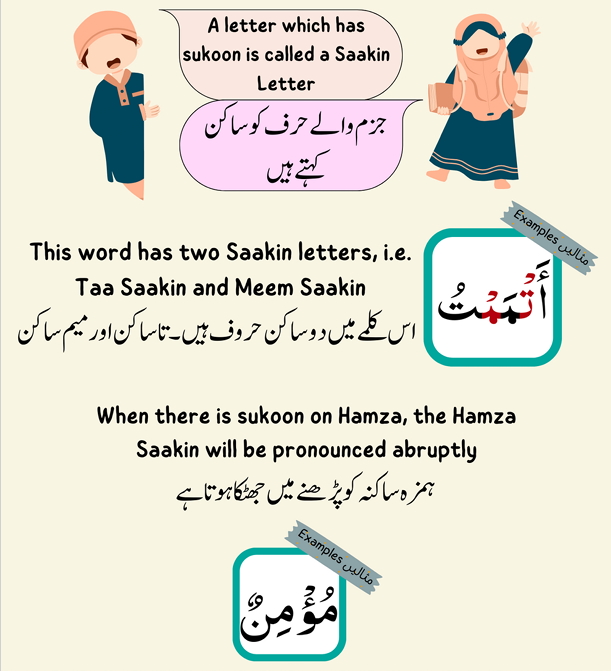 A letter which has
sukoon is called a Saakin
Letter
جزم والے حرف کو ساکن
کہتے ہیں
Examples مثالیں
This word has two Saakin letters, i.e.
Taa Saakin and Meem Saakin
اس کلمے میں دو ساکن حروف ہیں۔ تا ساکن اور میم ساکن
أَتْمَمْتُ
When there is sukoon on Hamza, the Hamza
Saakin will be pronounced abruptly
ہمزہ ساکنہ کو پڑھنے میں جھٹکا ہوتا ہے
Examples مثالیں
مُؤْمِنٌ